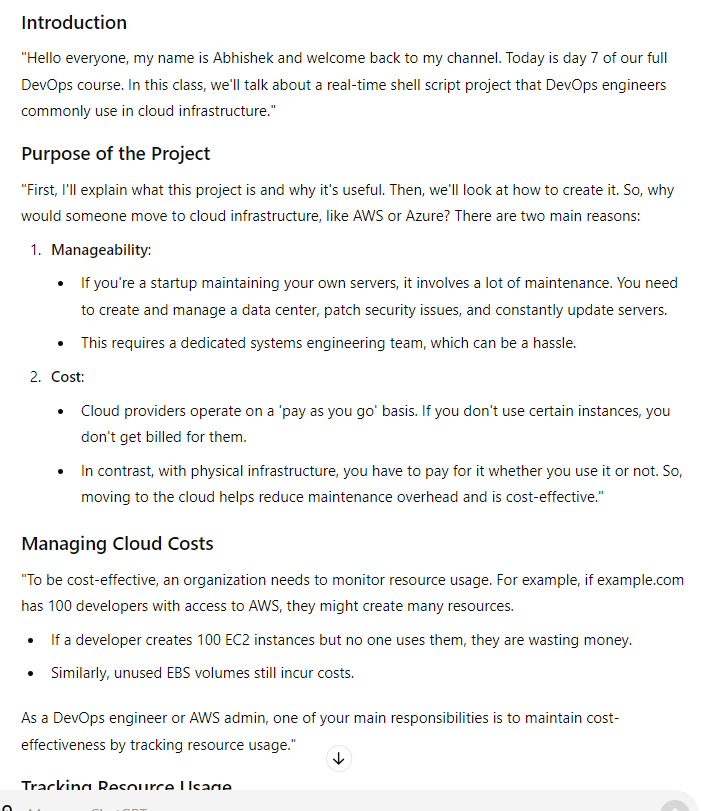 Introduction
"Hello everyone, my name is Abhishek and welcome back to my channel. Today is day 7 of our full
DevOps course. In this class, we'll talk about a real-time shell script project that DevOps engineers
commonly use in cloud infrastructure."
Purpose of the Project
"First, I'll explain what this project is and why it's useful. Then, we'll look at how to create it. So, why
would someone move to cloud infrastructure, like AWS or Azure? There are two main reasons:
1. Manageability:
• If you're a startup maintaining your own servers, it involves a lot of maintenance. You need
to create and manage a data center, patch security issues, and constantly update servers.
• This requires a dedicated systems engineering team, which can be a hassle.
2. Cost:
• Cloud providers operate on a 'pay as you go' basis. If you don't use certain instances, you
don't get billed for them.
• In contrast, with physical infrastructure, you have to pay for it whether you use it or not. So,
moving to the cloud helps reduce maintenance overhead and is cost-effective."
Managing Cloud Costs
"To be cost-effective, an organization needs to monitor resource usage. For example, if example.com
has 100 developers with access to AWS, they might create many resources.
• If a developer creates 100 EC2 instances but no one uses them, they are wasting money.
• Similarly, unused EBS volumes still incur costs.
As a DevOps engineer or AWS admin, one of your main responsibilities is to maintain cost-
effectiveness by tracking resource usage."
Tracking Resource Usage